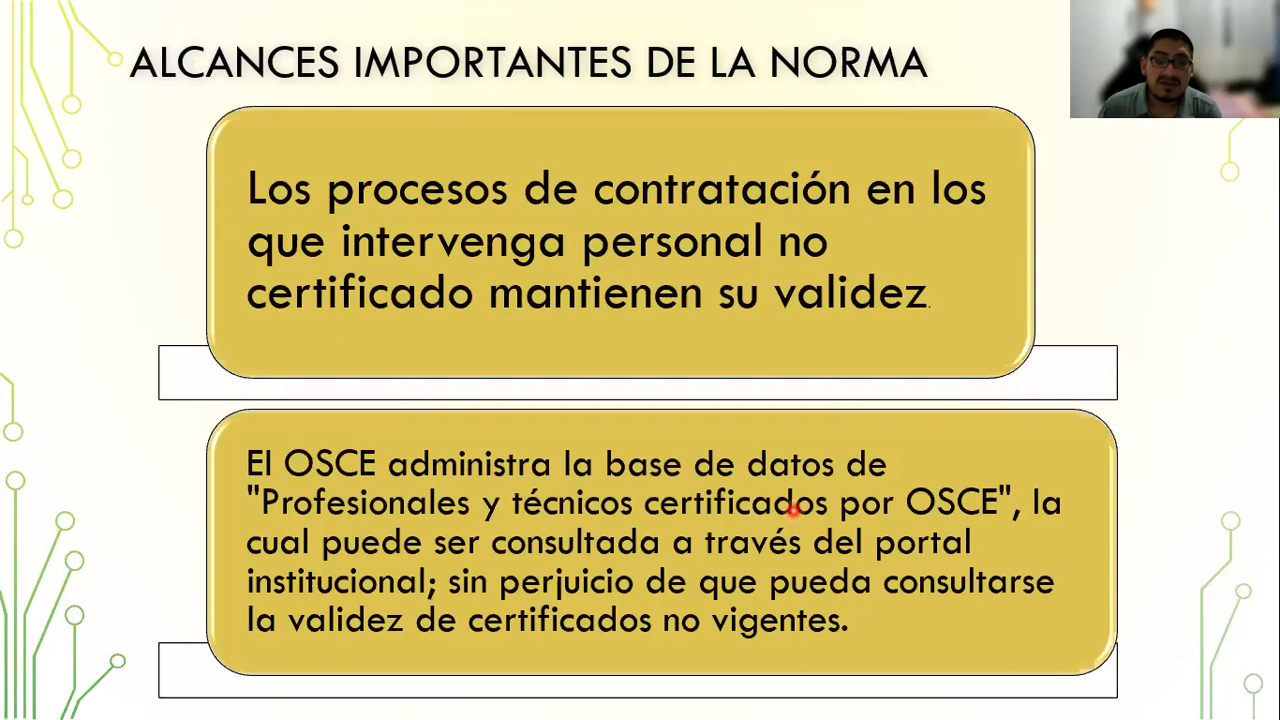 ALCANCES IMPORTANTES DE LA NORMA
Los procesos de contratación en los
que intervenga personal no
certificado mantienen su validez.
El OSCE administra la base de datos de
"Profesionales y técnicos certificados por OSCE", la
cual puede ser consultada a través del portal
institucional; sin perjuicio de que pueda consultarse
la validez de certificados no vigentes.